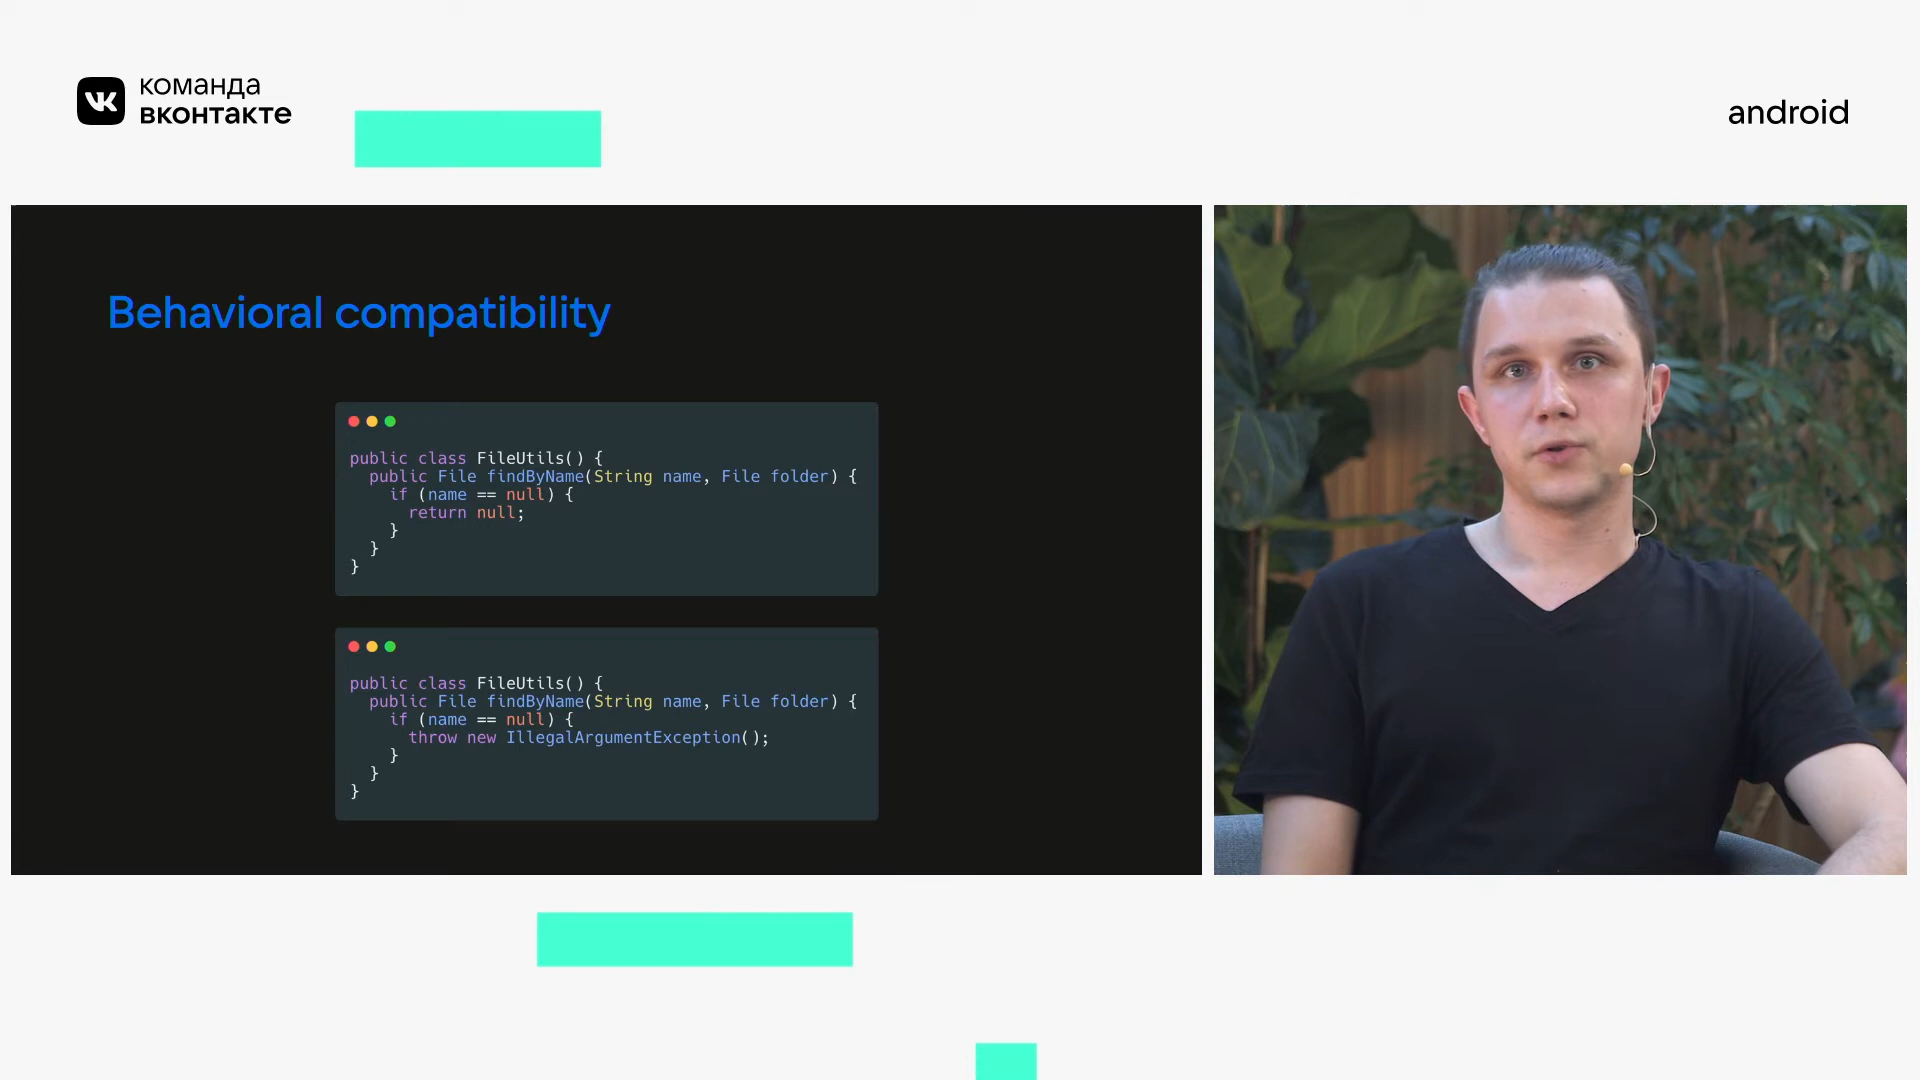 команда
вконтакте
android
Behavioral compatibility
public class FileUtils() {
public File findByName(String name, File folder) {
if (name == null) {
return null;
}
}
}
public class FileUtils() {
public File findByName(String name, File folder) {
if (name == null) {
throw new IllegalArgumentException();
}
}
}